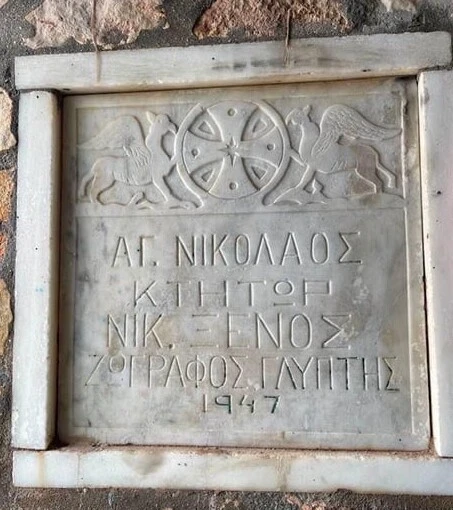 ΑΓ. ΝΙΚΟΛΑΟΣ
ΚΤΗΤΩΡ
ΝΙΚ. ΞΕΝΟΣ
ΖΩΓΡΑΦΟΣ, ΓΛΥΠΤΗΣ
1947